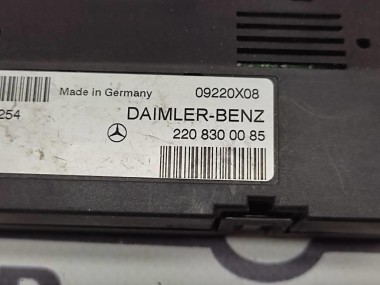 Made in Germany 09220X08
254 DAIMLER-BENZ
220 830 00 85